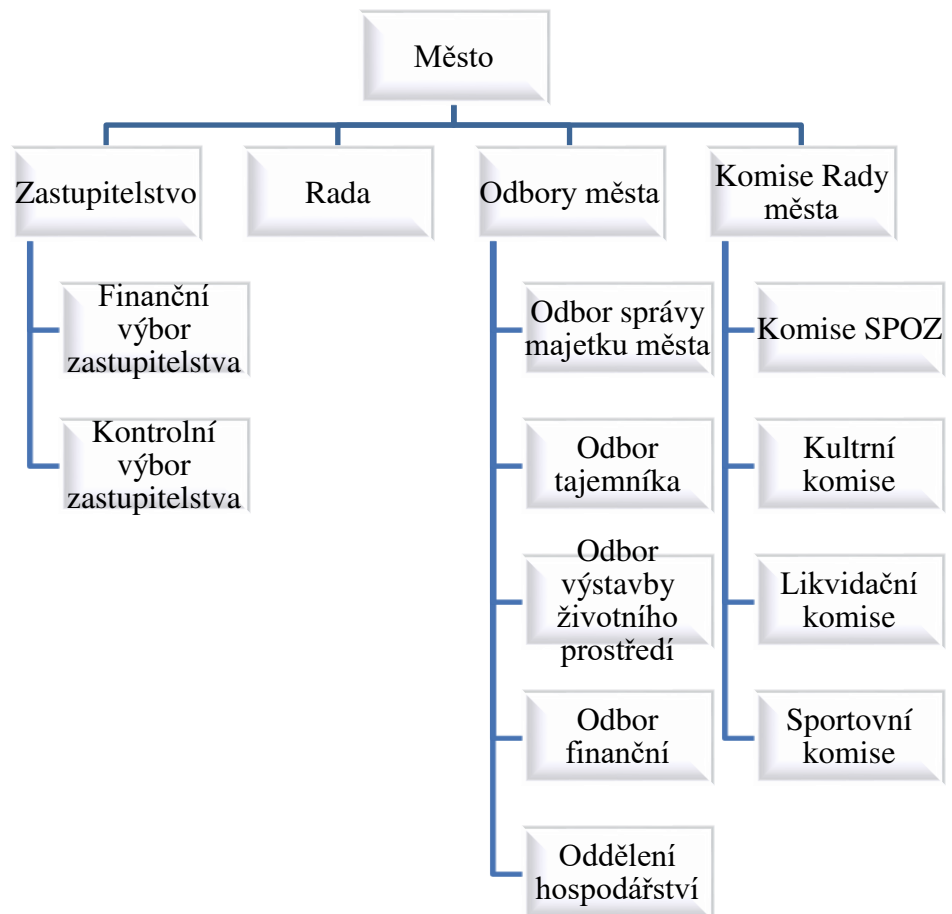 Město
Zastupitelstvo
Finanční
výbor
zastupitelstva
Kontrolní
výbor
zastupitelstva
Rada
Odbory města
Odbor správy
majetku města
Odbor
tajemníka
Odbor
výstavby
životního
prostředí
Odbor
finanční
Oddělení
hospodářství
Komise Rady
města
Komise SPOZ
Kultrní
komise
Likvidační
komise
Sportovní
komise